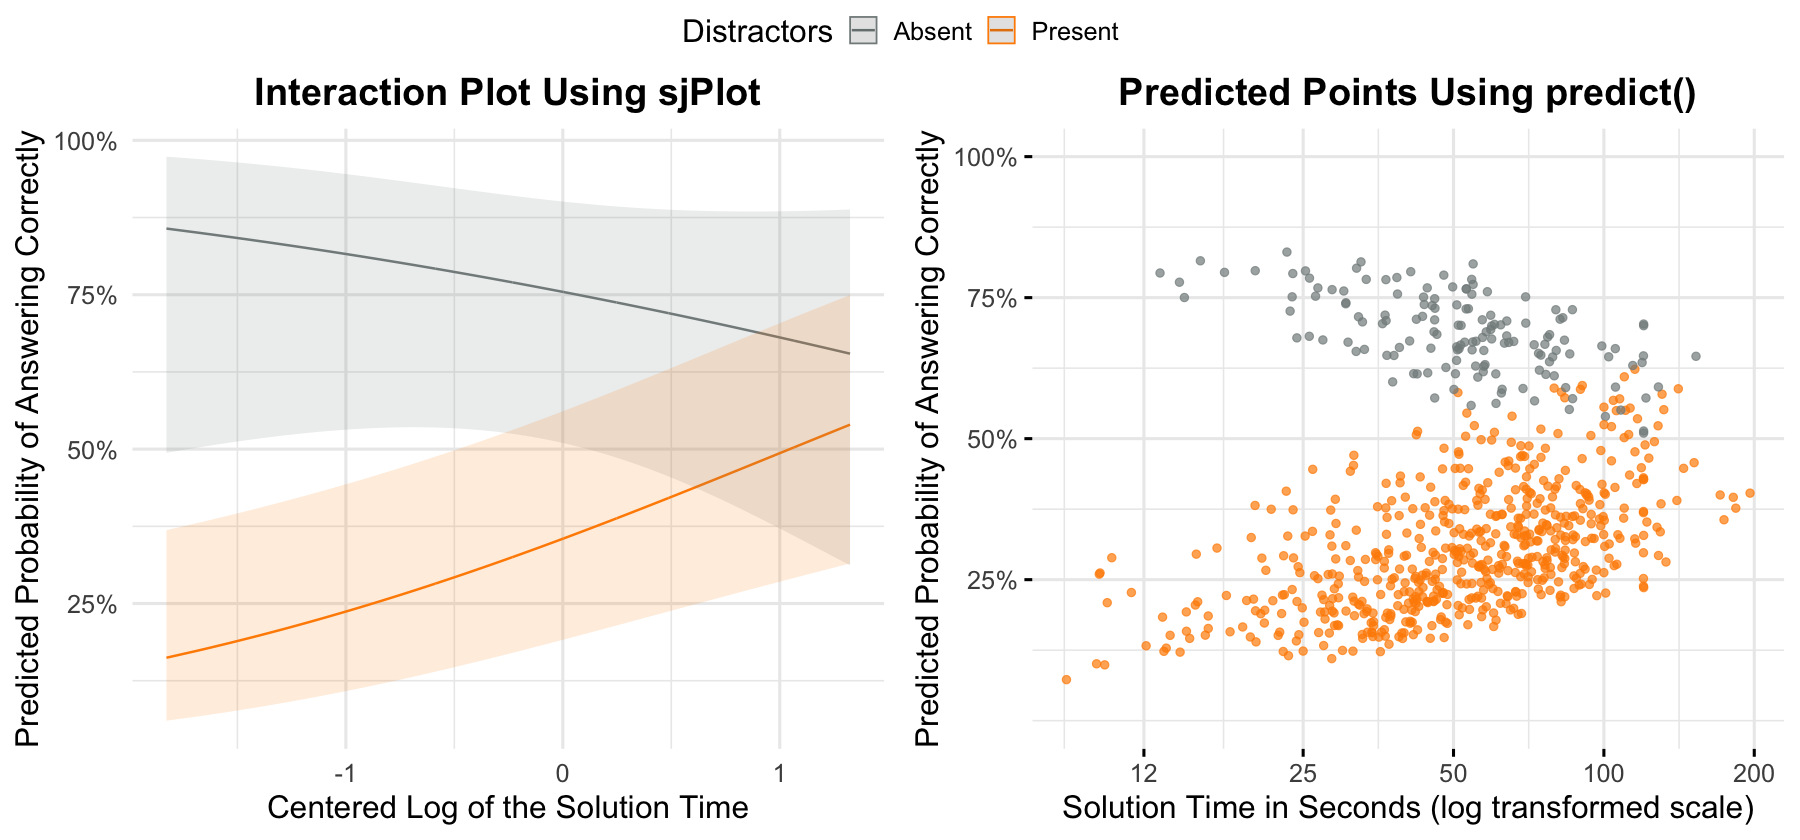 Distractors Absent Present
Interaction Plot Using sjPlot
Predicted Probability of Answering Correctly
100%
75%
50%
25%
-1 0 1
Centered Log of the Solution Time
Predicted Points Using predict()
Predicted Probability of Answering Correctly
100%
75%
50%
25%
12 25 50 100 200
Solution Time in Seconds (log transformed scale)